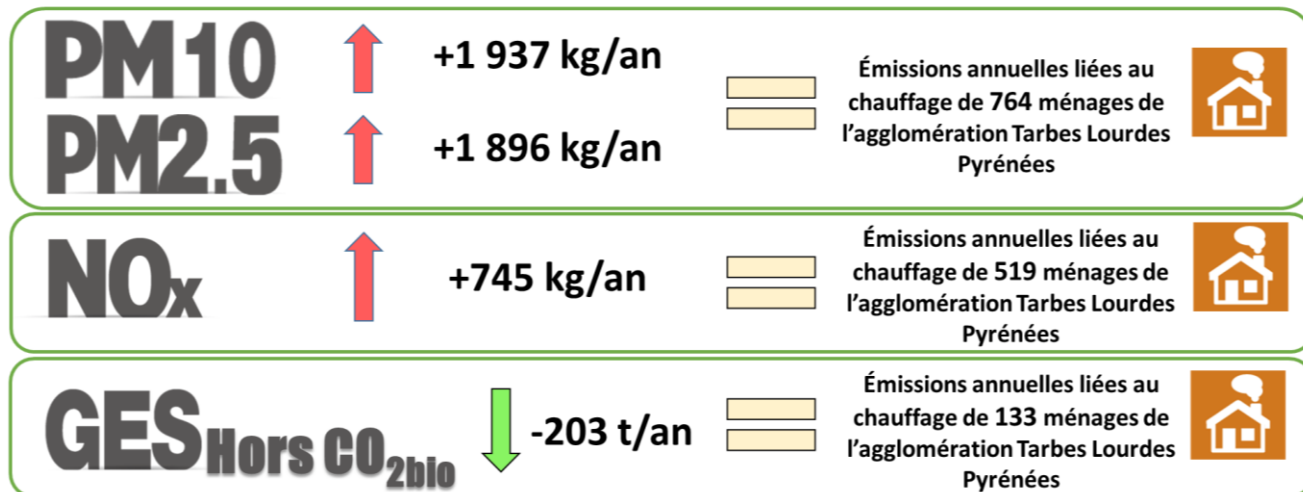 PM10
+1 937 kg/an
PM2.5
+1 896 kg/an
Émissions annuelles liées au
chauffage de 764 ménages de
l'agglomération Tarbes Lourdes
Pyrénées
NOx
+745 kg/an
Émissions annuelles liées au
chauffage de 519 ménages de
l'agglomération Tarbes Lourdes
Pyrénées
GES Hors CO2bio
-203 t/an
Émissions annuelles liées au
chauffage de 133 ménages de
l'agglomération Tarbes Lourdes
Pyrénées